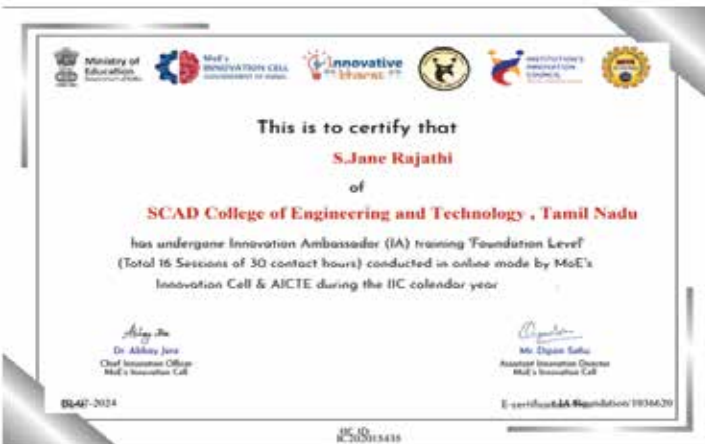 Ministry of
Education
MoE's
INNOVATION CELL
GOVERNMENT OF INDIA
innovative
bharat
INSTITUTION'S
INNOVATION
COUNCIL
This is to certify that
S.Jane Rajathi
of
SCAD College of Engineering and Technology , Tamil Nadu
has undergone Innovation Ambassador (IA) training 'Foundation Level'
(Total 16 Sessions of 30 contact hours) conducted in online mode by MoE's
Innovation Cell & AICTE during the IIC calendar year
Dr. Abhay Jere
Chief Innovation Officer
MoE's Innovation Cell
Mr. Dipan Sahu
Assistant Innovation Director
MoE's Innovation Cell
-2024